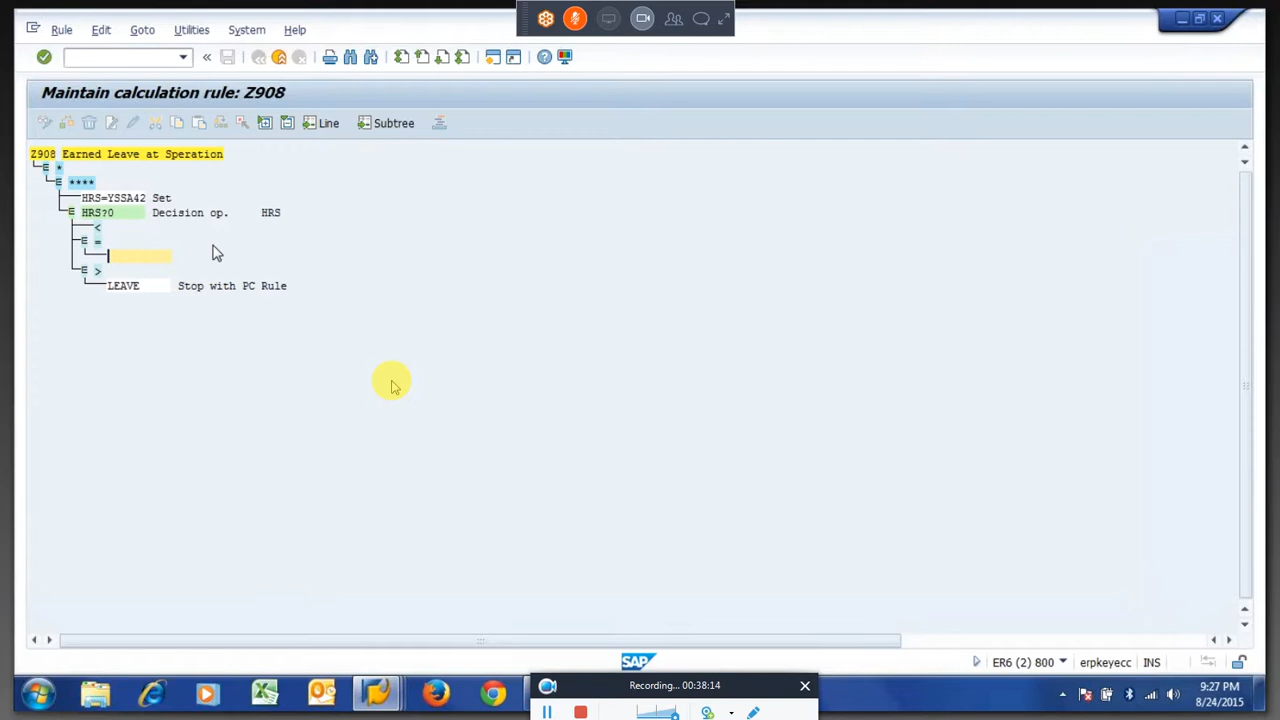 Rule Edit Goto Utilities System Help
Maintain calculation rule: Z908
Line Subtree
Z908 Earned Leave at Speration
*
****
HRS=YSSA42 Set
HRS?0 Decision op. HRS
<
=
>
LEAVE Stop with PC Rule
SAP
ER6 (2) 800 erpkeyecc INS
Recording... 00:38:14
9:27 PM
8/24/2015